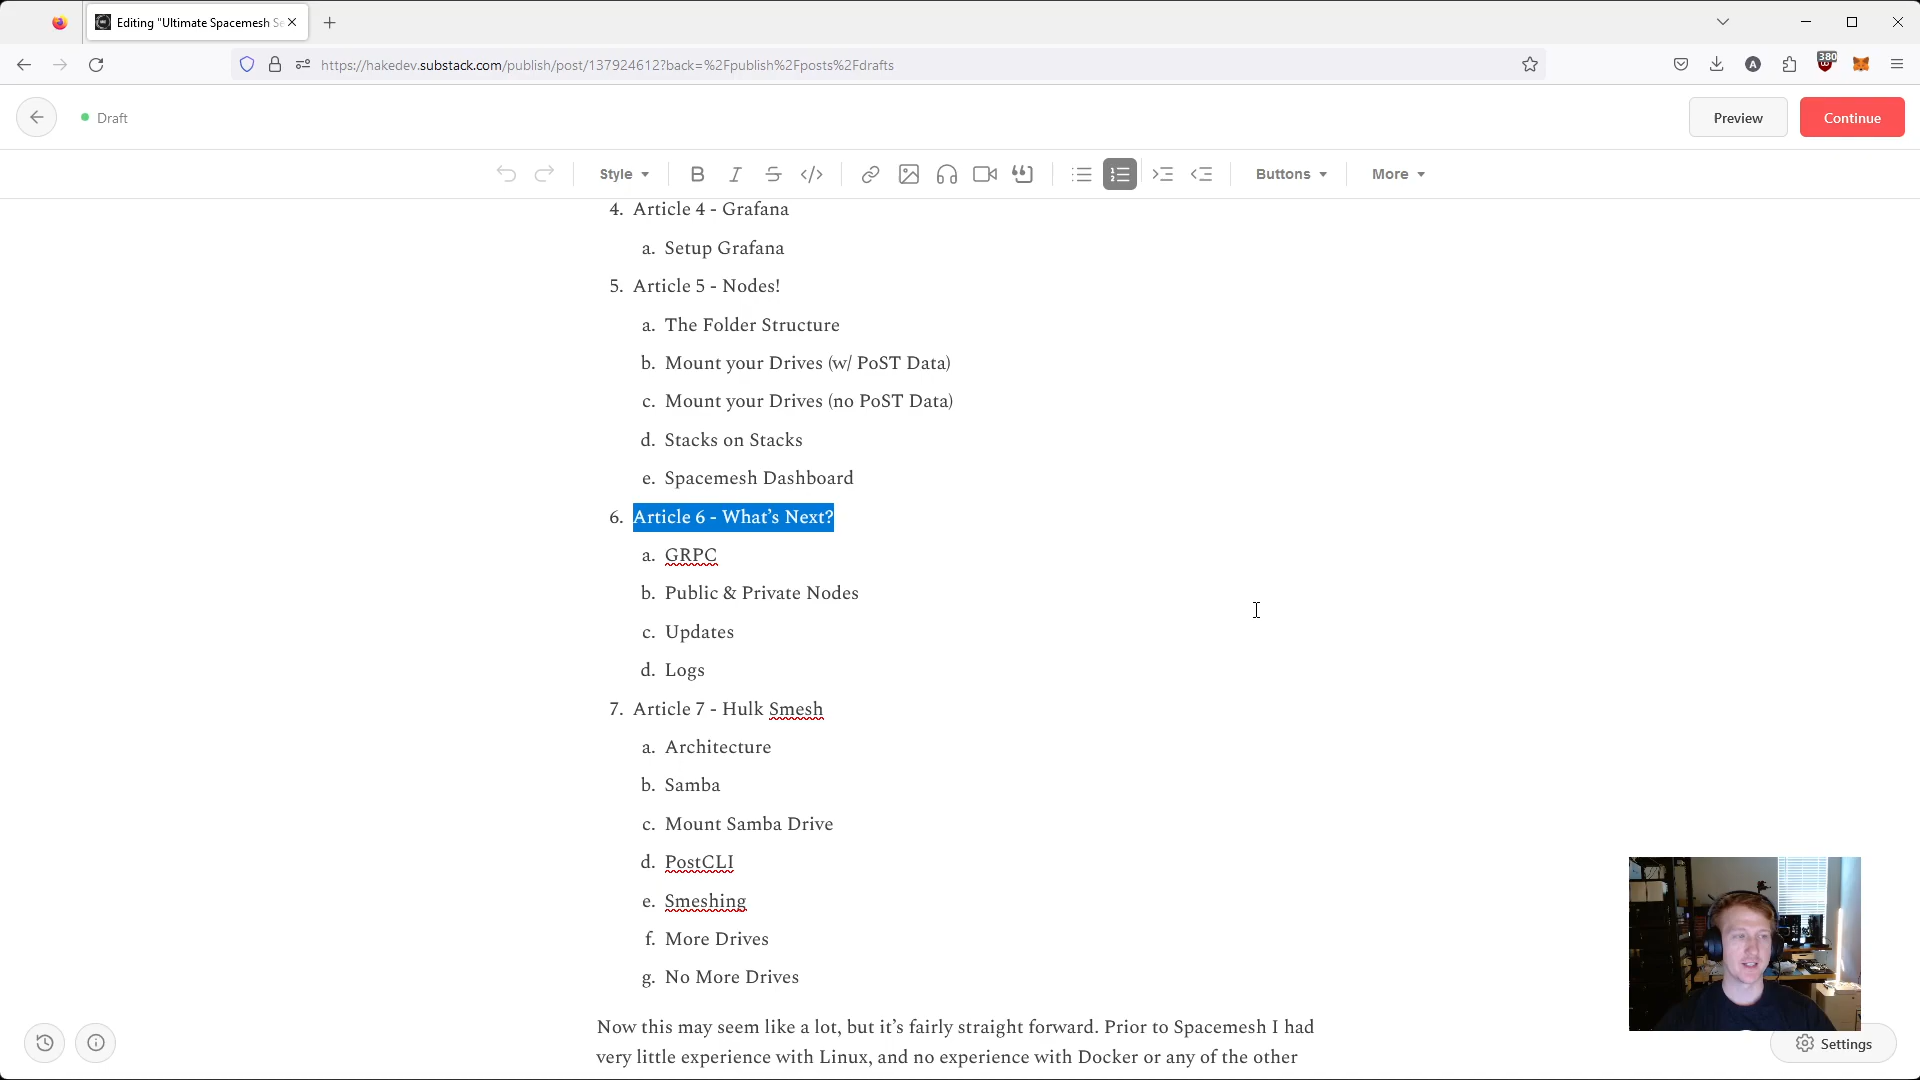 Editing "Ultimate Spacemesh Se
https://hakedev.substack.com/publish/post/137924612?back=%2Fpublish%2Fposts%2Fdrafts
380
A
Draft
Preview
Continue
Style
Buttons
More
4. Article 4 - Grafana
a. Setup Grafana
5. Article 5 - Nodes!
a. The Folder Structure
b. Mount your Drives (w/ PoST Data)
c. Mount your Drives (no PoST Data)
d. Stacks on Stacks
e. Spacemesh Dashboard
6. Article 6 - What’s Next?
a. GRPC
b. Public & Private Nodes
c. Updates
d. Logs
7. Article 7 - Hulk Smesh
a. Architecture
b. Samba
c. Mount Samba Drive
d. PostCLI
e. Smeshing
f. More Drives
g. No More Drives
Now this may seem like a lot, but it’s fairly straight forward. Prior to Spacemesh I had
very little experience with Linux, and no experience with Docker or any of the other
Settings